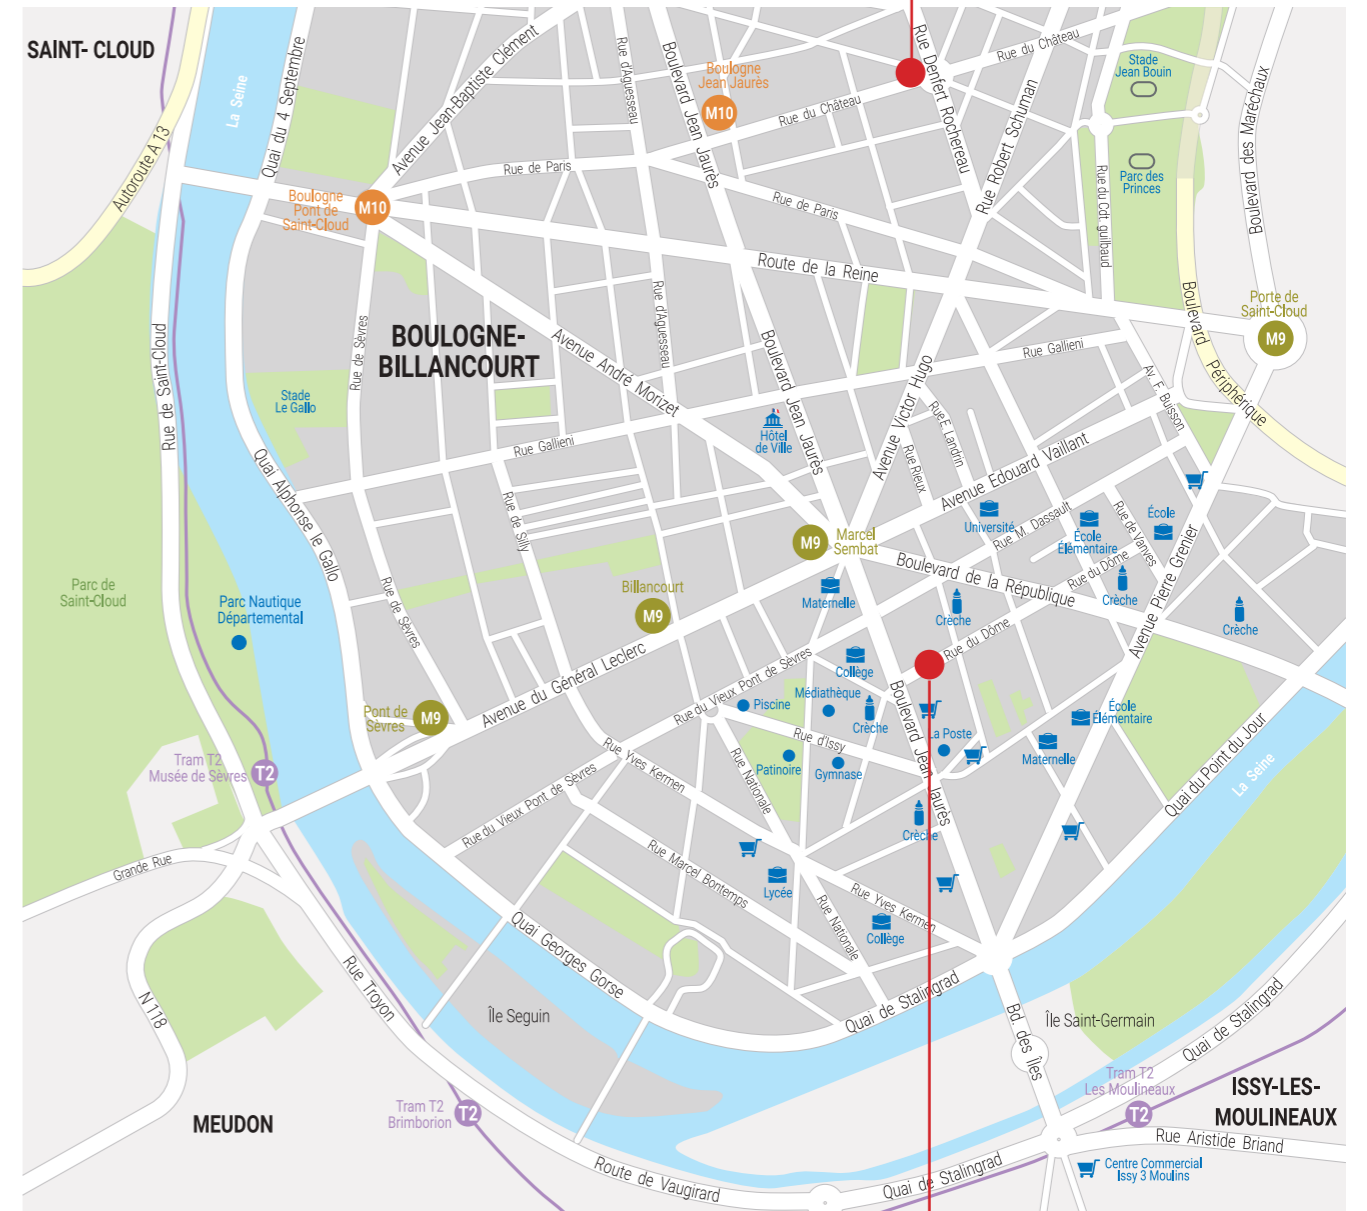 SAINT- CLOUD
La Seine
Quai du 4 Septembre
Autoroute A 13
Avenue Jean-Baptiste Clément
Rue d'Aguesseau
Boulevard Jean Jaurès
Boulogne
Jean Jaurès
M10
Rue du Château
Rue Denfert Rochereau
Rue du Château
Rue Robert Schuman
Stade
Jean Bouin
Boulevard des Maréchaux
Parc des
Princes
Rue du Cdt guilbaud
Rue de Paris
Boulogne
Pont de
Saint-Cloud
M10
Rue de Paris
Route de la Reine
Porte de
Saint-Cloud
M9
Boulevard Périphérique
Rue de Saint-Cloud
Rue de Sèvres
BOULOGNE-
BILLANCOURT
Rue d'Aguesseau
Avenue André Morizet
Boulevard Jean Jaurès
Rue Gallieni
Avenue Victor Hugo
Av. F. Buisson
Stade
Le Gallo
Hôtel
de Ville
Rue F. Landrin
Rue Rieux
Avenue Edouard Vaillant
Rue Gallieni
Quai Alphonse le Gallo
Rue de Silly
Université
Rue M. Dassault
École
Élémentaire
Rue de Vanves
École
Avenue Pierre Grenier
M9
Marcel
Sembat
Boulevard de la République
Rue du Dôme
Crèche
Crèche
Parc de
Saint-Cloud
Parc Nautique
Départemental
Rue de Sèvres
Billancourt
M9
Maternelle
Crèche
Rue du Dôme
Avenue du Général Leclerc
Rue du Vieux Pont de Sèvres
Collège
Médiathèque
Piscine
Crèche
Boulevard Jean Jaurès
Pont de
Sèvres
M9
Rue d'Issy
La Poste
École
Élémentaire
Maternelle
Patinoire
Gymnase
Rue Nationale
Rue Yves Kermen
Tram T2
Musée de Sèvres
T2
Rue du Vieux Pont de Sèvres
Quai du Point du Jour
La Seine
Crèche
Grande Rue
Rue Marcel Bontemps
Lycée
Rue Yves Kermen
Rue Nationale
Collège
Quai Georges Gorse
Rue Troyon
N 118
Île Seguin
Quai de Stalingrad
Bd. des Îles
Île Saint-Germain
Quai de Stalingrad
Tram T2
Les Moulineaux
T2
ISSY-LES-
MOULINEAUX
MEUDON
Tram T2
Brimborion
T2
Rue Aristide Briand
Route de Vaugirard
Quai de Stalingrad
Centre Commercial
Issy 3 Moulins